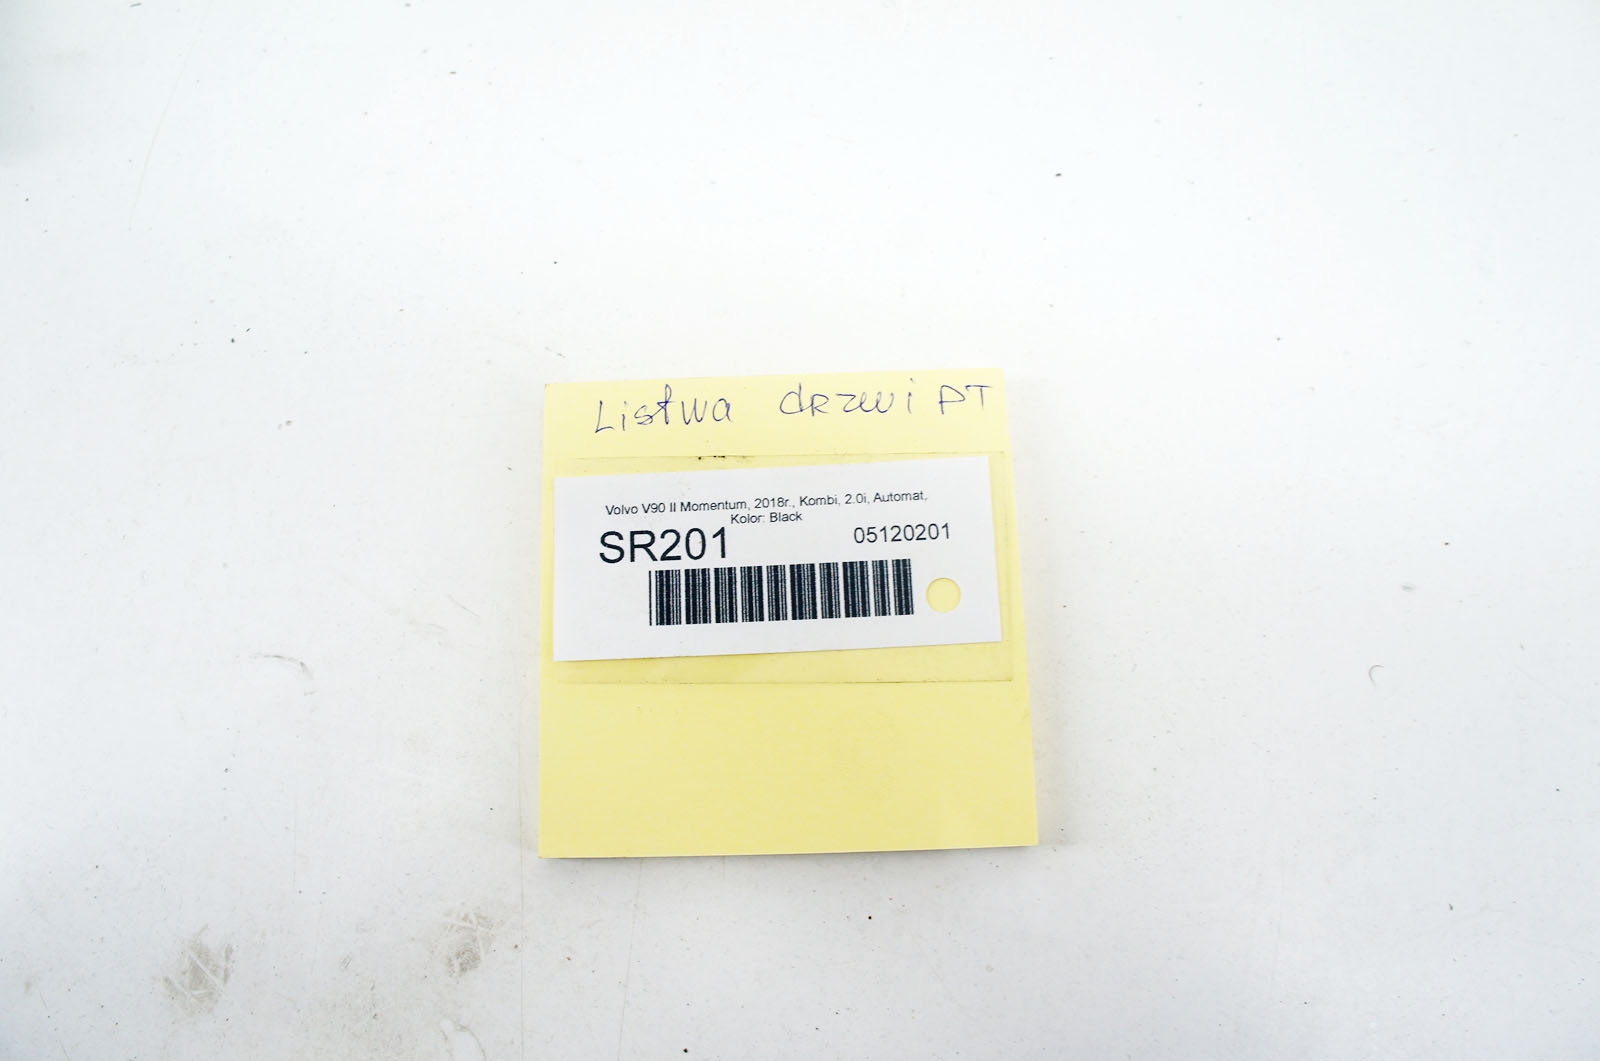 Listwa drzwi PT
Volvo V90 II Momentum, 2018r., Kombi, 2.0i, Automat,
Kolor: Black
SR201 05120201